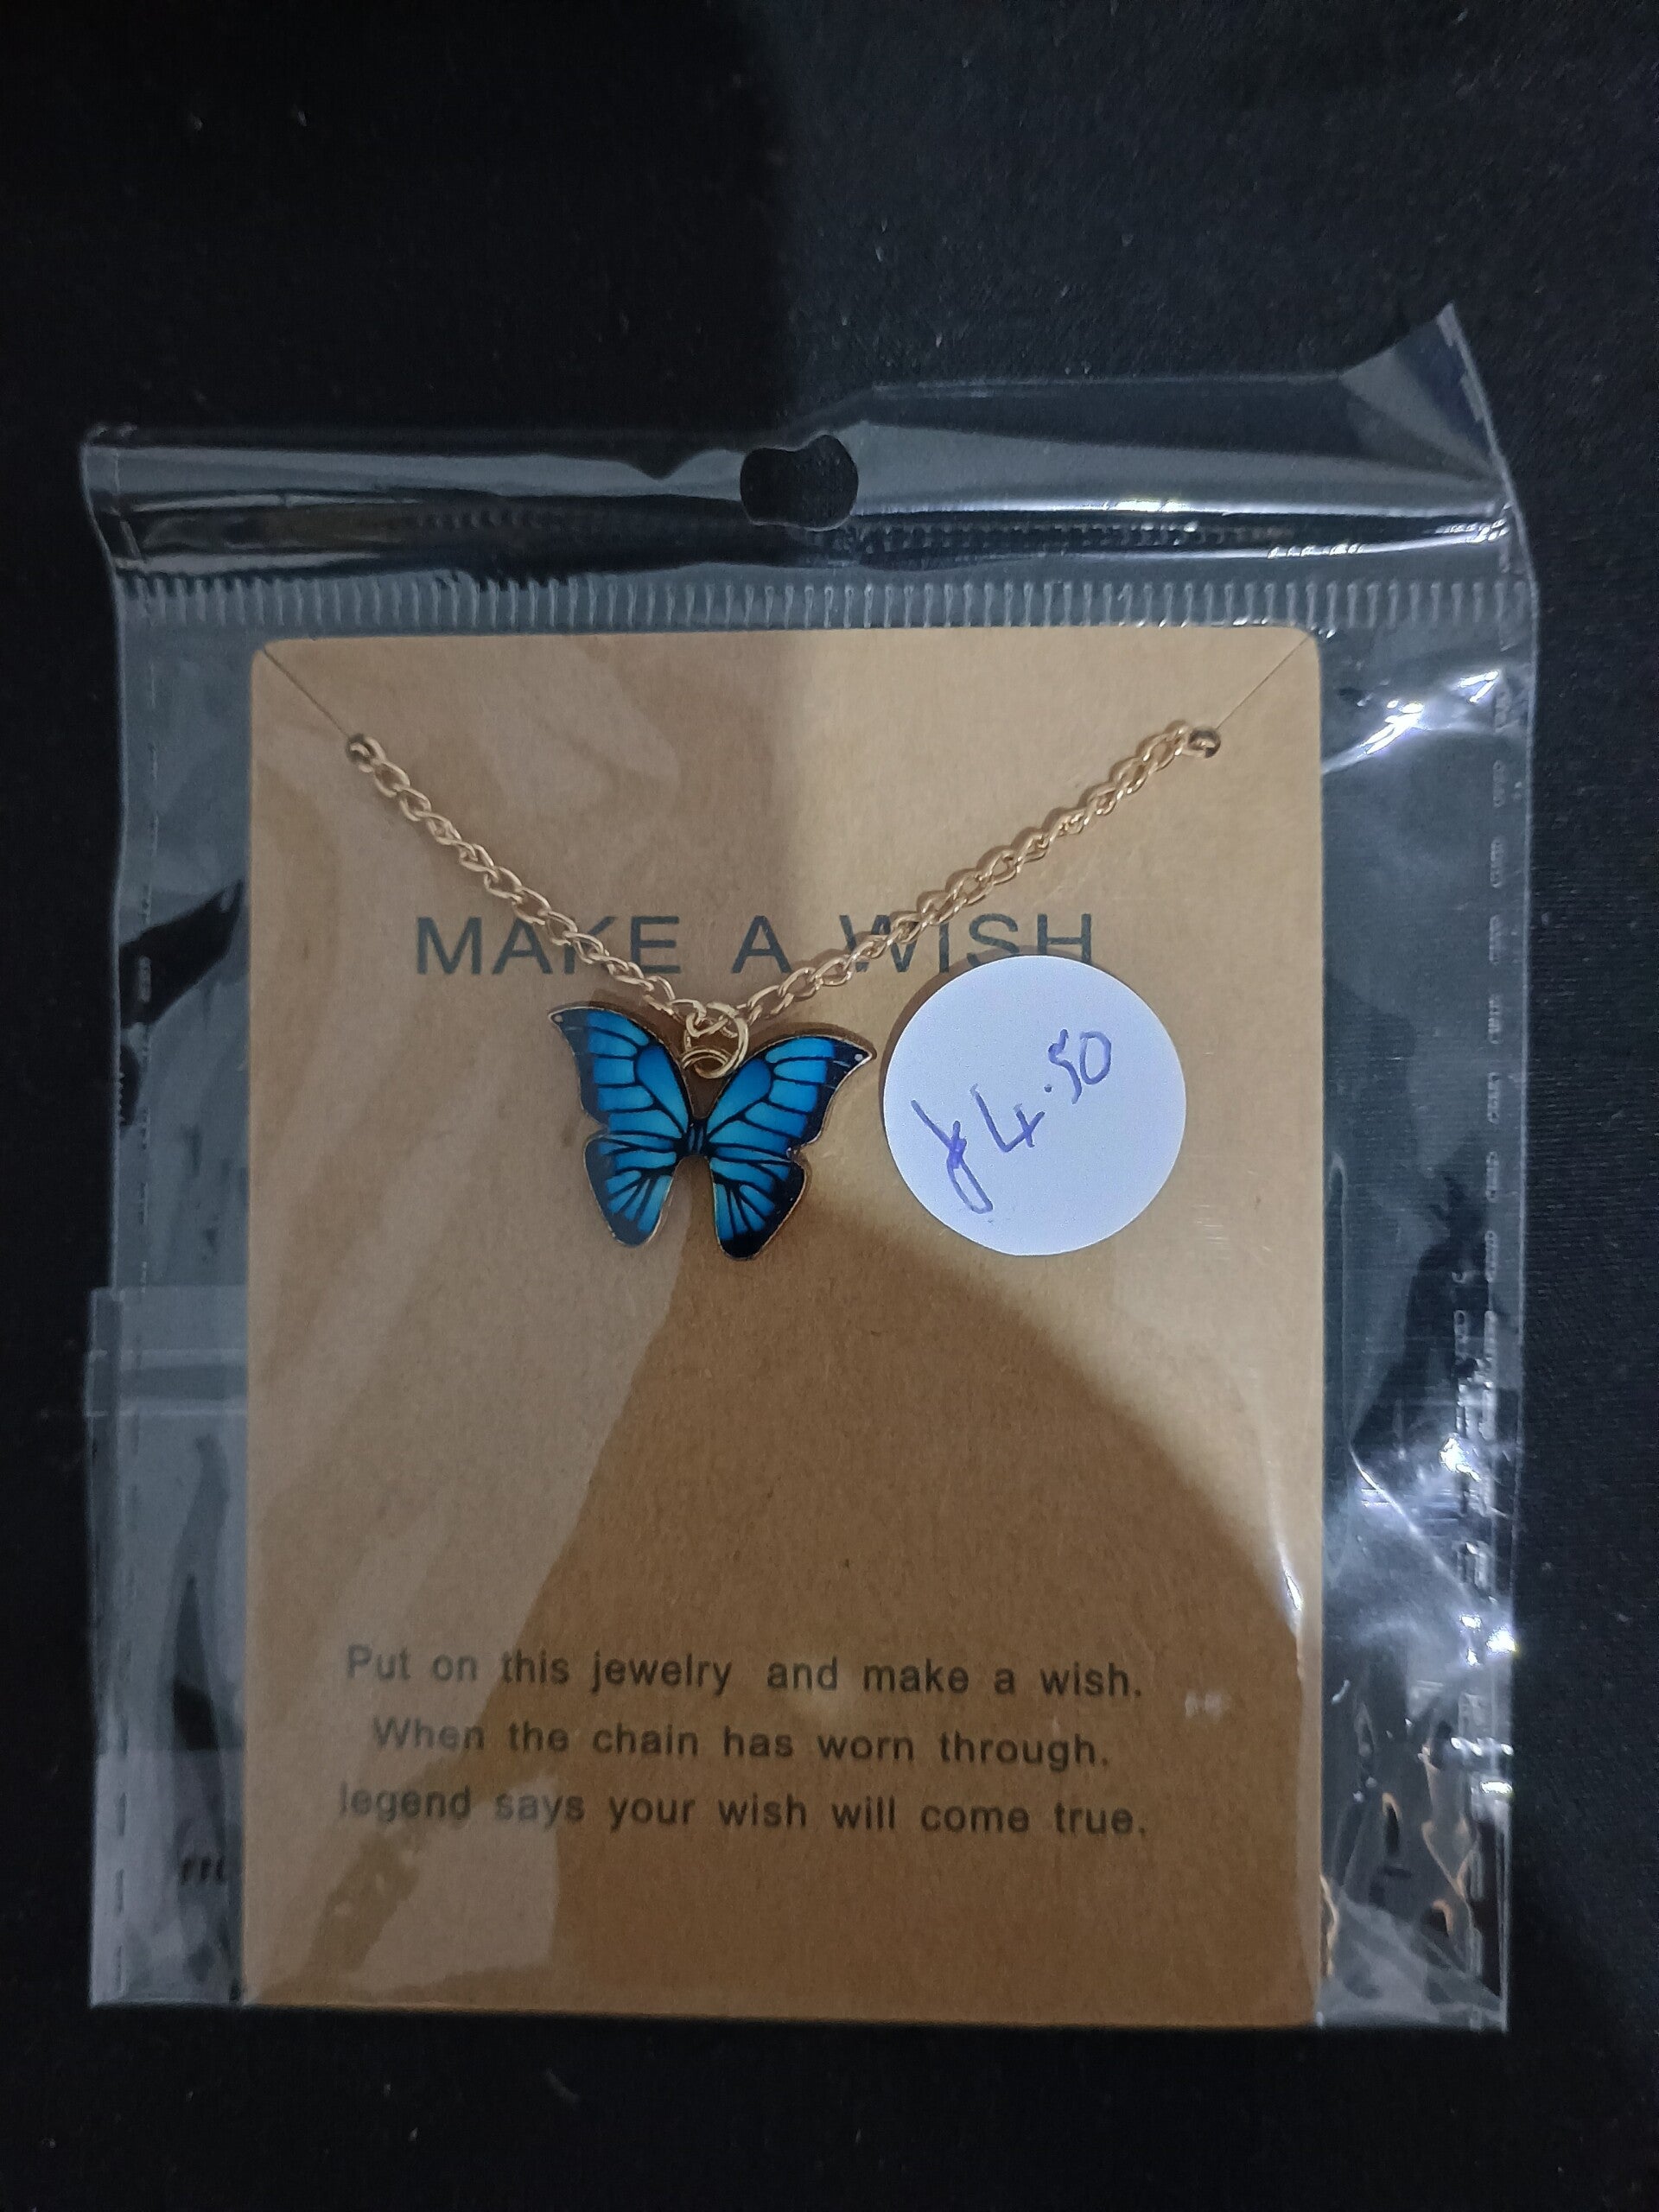 MAKE A WISH
£4.50
Put on this jewelry and make a wish.
When the chain has worn through.
legend says your wish will come true.